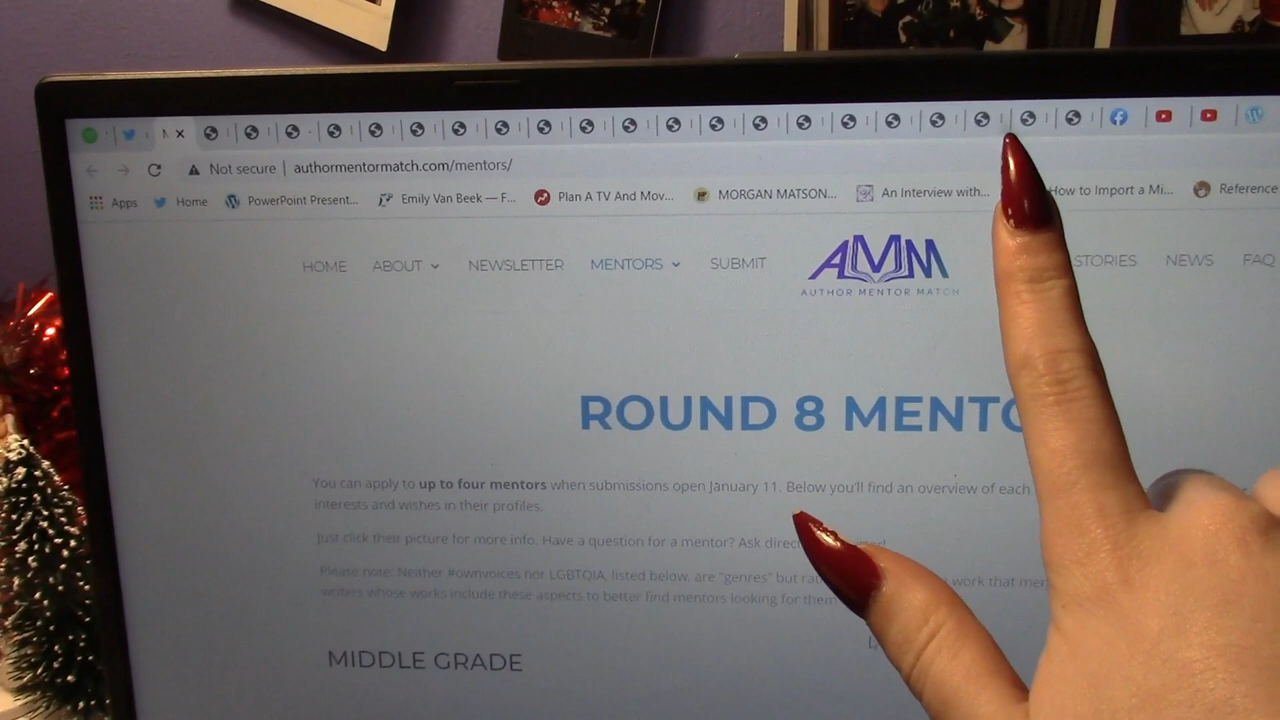 Not secure | authormentormatch.com/mentors/
Apps Home PowerPoint Present... Emily Van Beek — F... Plan A TV And Mov... MORGAN MATSON... An Interview with... How to Import a Mi... Reference
HOME ABOUT NEWSLETTER MENTORS SUBMIT AMM STORIES NEWS FAQ
AUTHOR MENTOR MATCH
ROUND 8 MENTO
You can apply to up to four mentors when submissions open January 11. Below you'll find an overview of each
interests and wishes in their profiles.
Just click their picture for more info. Have a question for a mentor? Ask direc
Please note: Neither #ownvoices nor LGBTQIA, listed below, are "genres" but work that
writers whose works include these aspects to better find mentors looking for them
MIDDLE GRADE